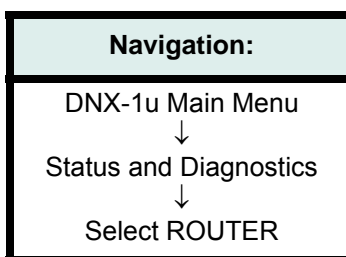 Navigation:
DNX-1u Main Menu
↓
Status and Diagnostics
↓
Select ROUTER